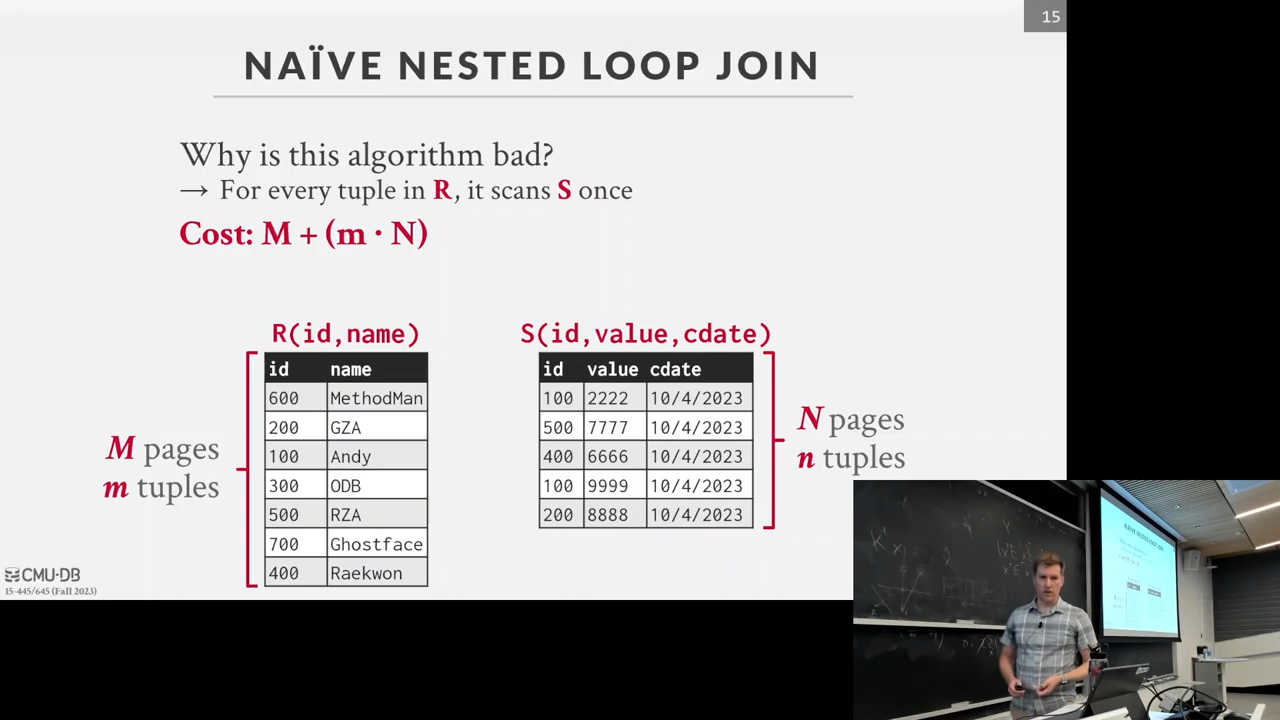 15
NAÏVE NESTED LOOP JOIN
Why is this algorithm bad?
→ For every tuple in R, it scans S once
Cost: M + (m · N)
R(id,name)
id name
600 MethodMan
200 GZA
100 Andy
300 ODB
500 RZA
700 Ghostface
400 Raekwon
M pages
m tuples
S(id,value,cdate)
id value cdate
100 2222 10/4/2023
500 7777 10/4/2023
400 6666 10/4/2023
100 9999 10/4/2023
200 8888 10/4/2023
N pages
n tuples
CMU·DB
15-445/645 (Fall 2023)
NAÏVE NESTED LOOP JOIN